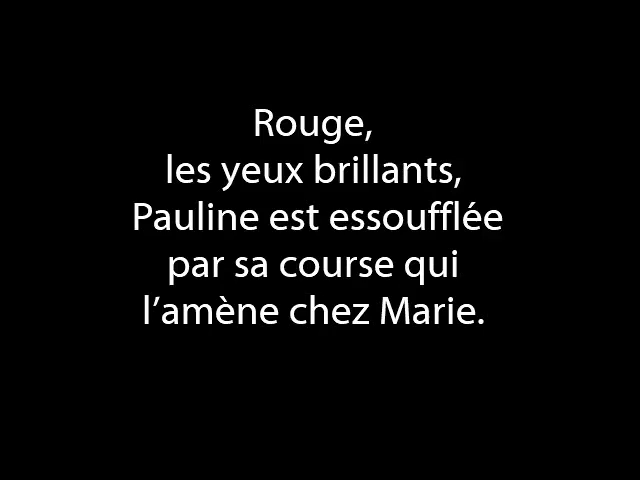 Rouge,
les yeux brillants,
Pauline est essoufflée
par sa course qui
l’amène chez Marie.